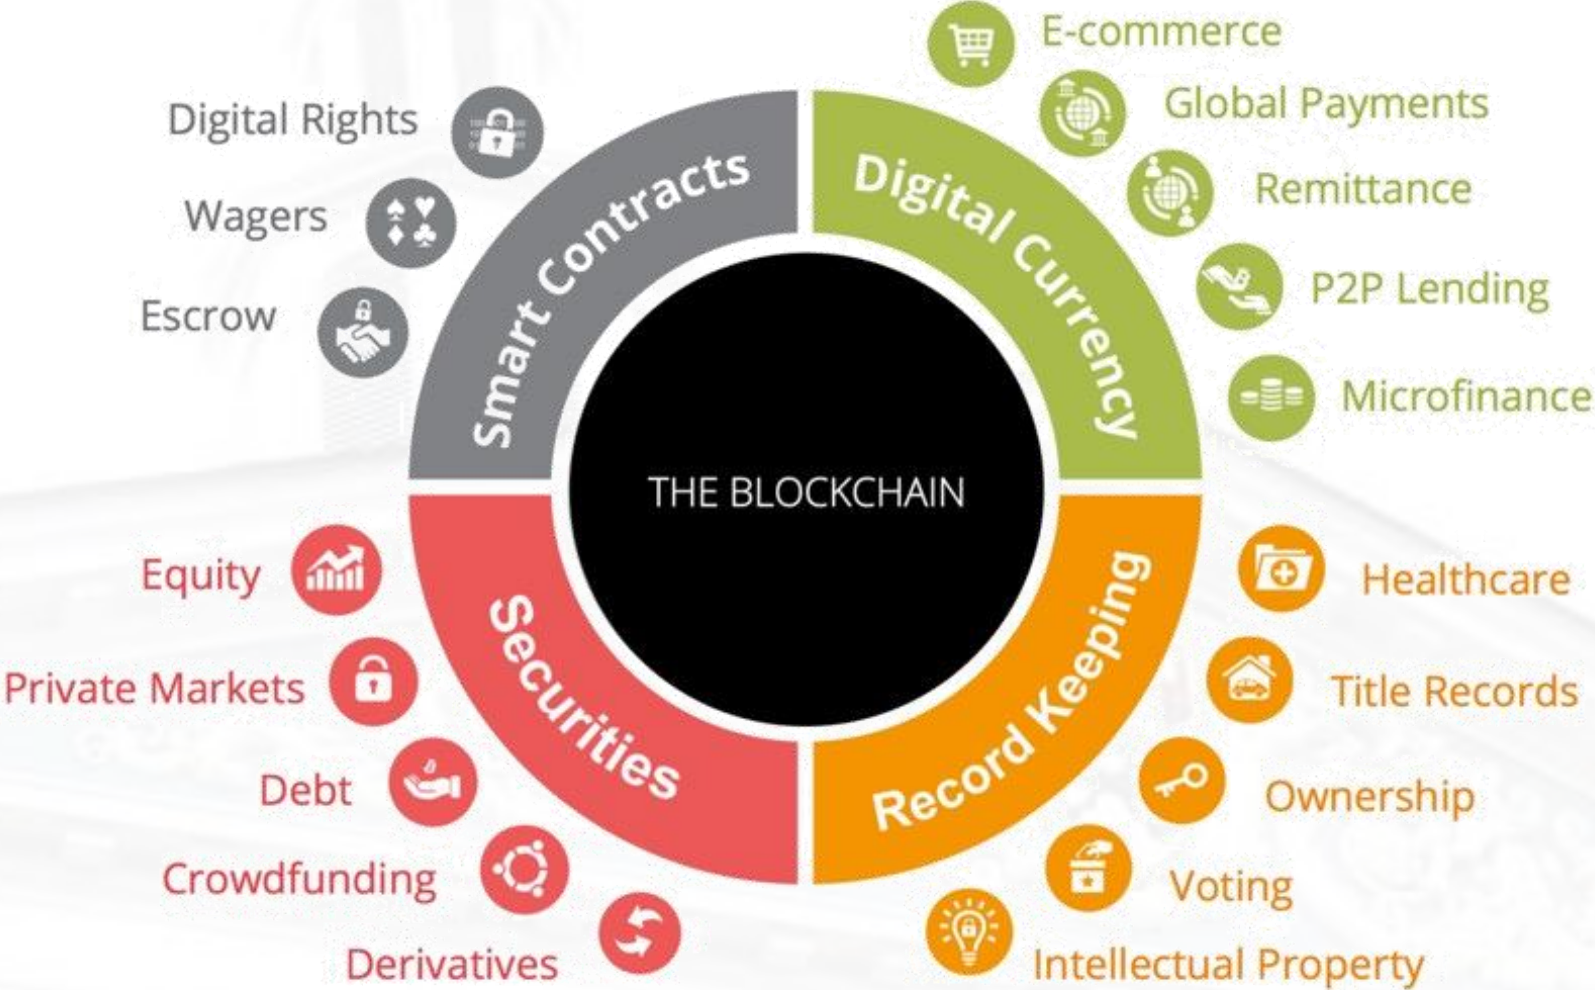 THE BLOCKCHAIN
Smart Contracts
Digital Rights
Wagers
Escrow
Digital Currency
E-commerce
Global Payments
Remittance
P2P Lending
Microfinance
Securities
Equity
Private Markets
Debt
Crowdfunding
Derivatives
Record Keeping
Healthcare
Title Records
Ownership
Voting
Intellectual Property